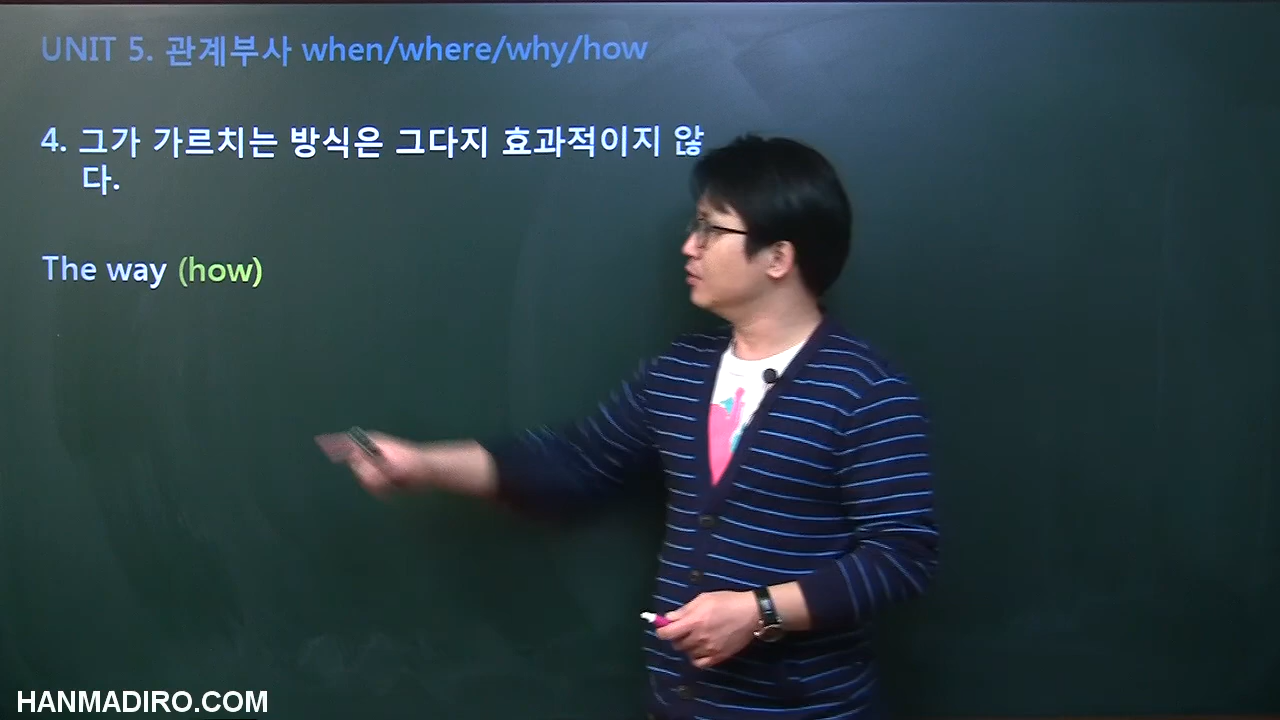 UNIT 5. 관계부사 when/where/why/how
4. 그가 가르치는 방식은 그다지 효과적이지 않
다.
The way (how)
HANMADIRO.COM